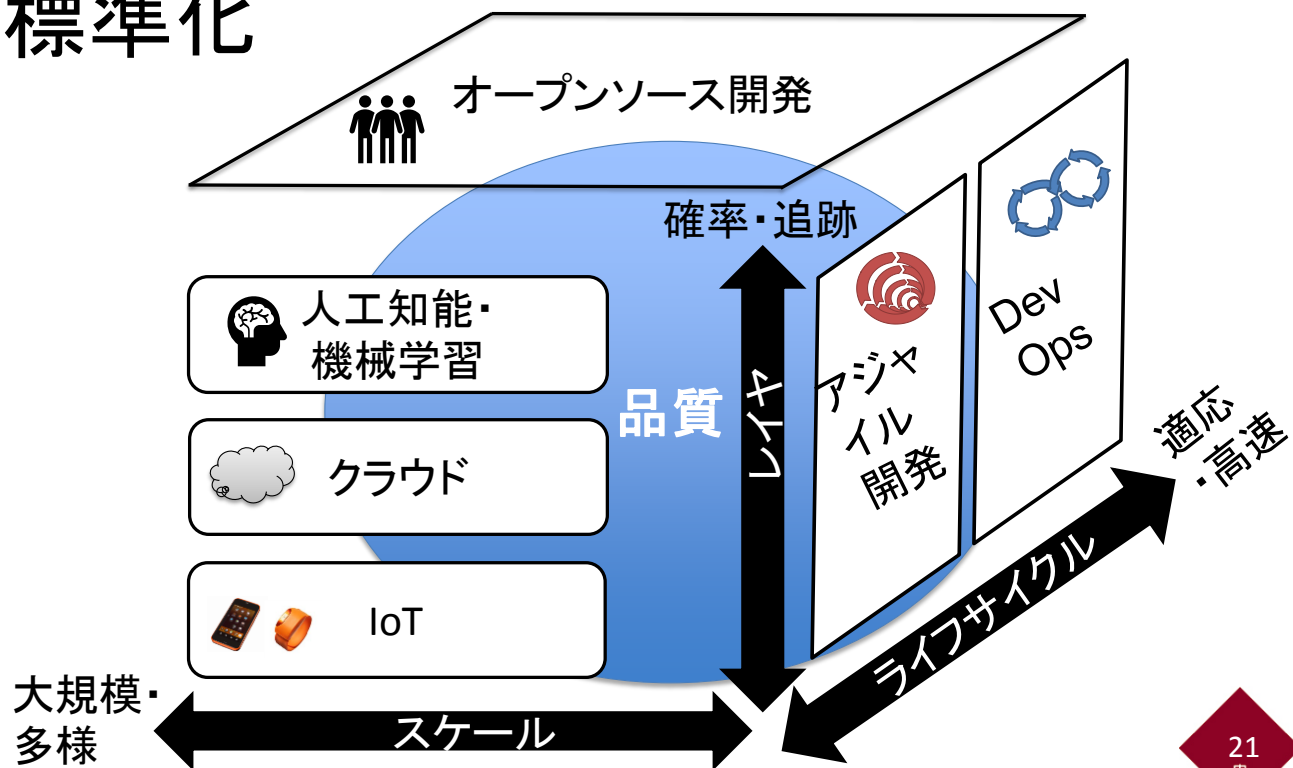 標準化
オープンソース開発
確率・追跡
人工知能・
機械学習
クラウド
IoT
品質
レイヤ
アジャ
イル
開発
Dev
Ops
適応
・高速
ライフサイクル
大規模・
多様
スケール
21